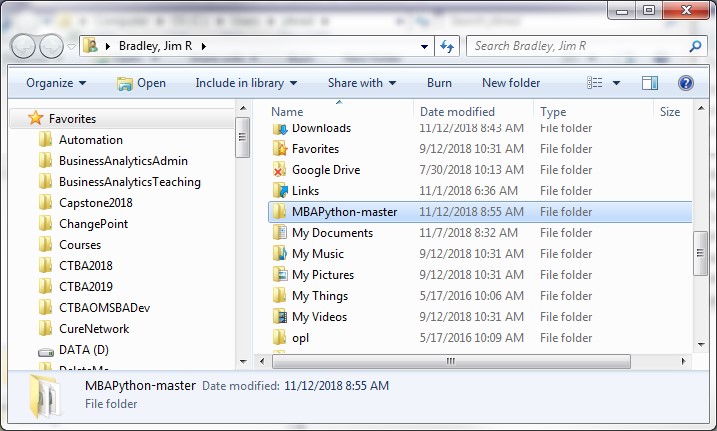 Bradley, Jim R
Search Bradley, Jim R
Organize Open Include in library Share with Burn New folder
Favorites
Automation
BusinessAnalyticsAdmin
BusinessAnalyticsTeaching
Capstone2018
ChangePoint
Courses
CTBA2018
CTBA2019
CTBAOMSBADev
CureNetwork
DATA (D)
DeleteMe
Name Date modified Type Size
Downloads 11/12/2018 8:43 AM File folder
Favorites 9/12/2018 10:31 AM File folder
Google Drive 7/30/2018 10:13 AM File folder
Links 11/1/2018 6:36 AM File folder
MBAPython-master 11/12/2018 8:55 AM File folder
My Documents 11/7/2018 8:32 AM File folder
My Music 9/12/2018 10:31 AM File folder
My Pictures 9/12/2018 10:31 AM File folder
My Things 5/17/2016 10:06 AM File folder
My Videos 9/12/2018 10:31 AM File folder
opl 5/17/2016 10:09 AM File folder
MBAPython-master Date modified: 11/12/2018 8:55 AM
File folder